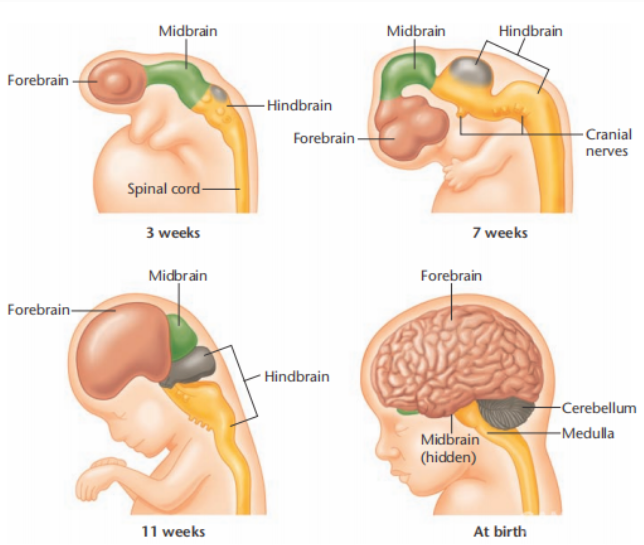 Midbrain
Forebrain
Hindbrain
Spinal cord
3 weeks
Midbrain
Hindbrain
Forebrain
Cranial
nerves
7 weeks
Midbrain
Forebrain
Hindbrain
11 weeks
Forebrain
Cerebellum
Medulla
Midbrain
(hidden)
At birth